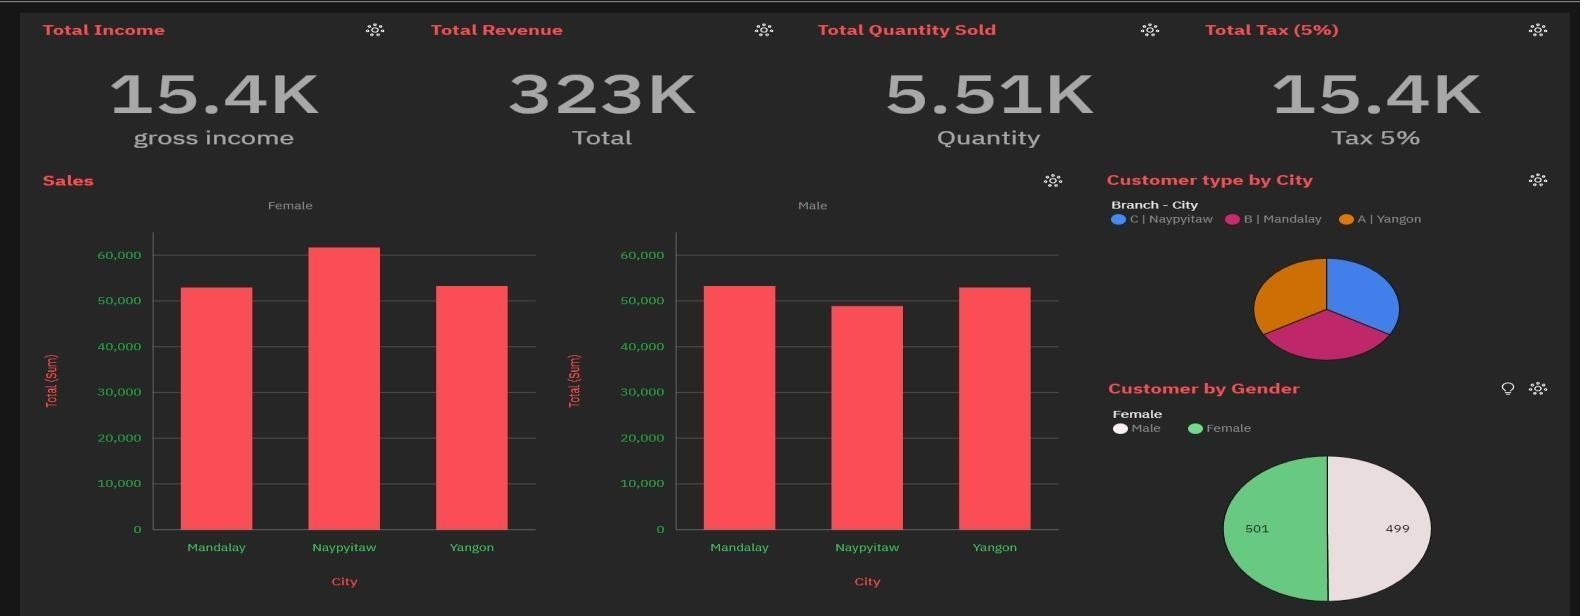 Total Income
Total Revenue
Total Quantity Sold
Total Tax (5%)
15.4K
323K
5.51K
15.4K
gross income
Total
Quantity
Tax 5%
Sales
Female
Total (Sum)
60,000
50,000
40,000
30,000
20,000
10,000
0
Mandalay
Naypyitaw
Yangon
City
Male
Total (Sum)
60,000
50,000
40,000
30,000
20,000
10,000
0
Mandalay
Naypyitaw
Yangon
City
Customer type by City
Branch - City
C | Naypyitaw
B | Mandalay
A | Yangon
Customer by Gender
Female
Male
Female
501
499